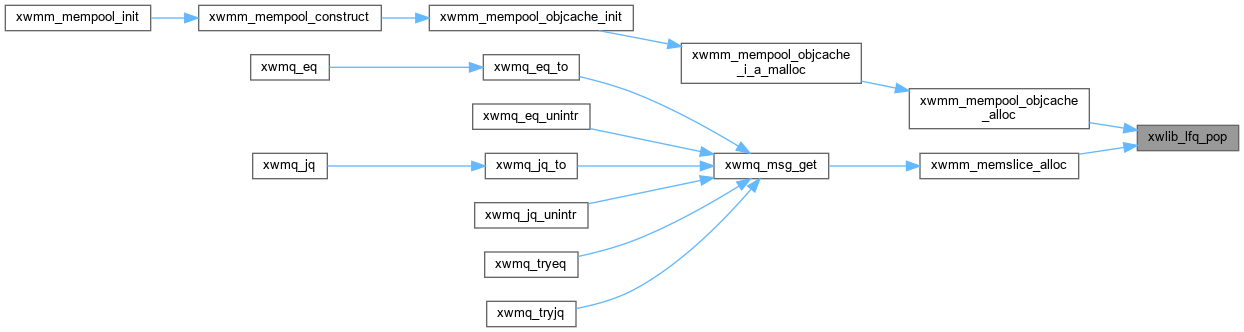 xwmm_mempool_init
xwmm_mempool_construct
xwmm_mempool_objcache_init
xwmm_mempool_objcache
_i_a_malloc
xwmq_eq
xwmq_eq_to
xwmm_mempool_objcache
_alloc
xwmq_eq_unintr
xwlib_lfq_pop
xwmq_jq
xwmq_jq_to
xwmq_msg_get
xwmm_memslice_alloc
xwmq_jq_unintr
xwmq_tryeq
xwmq_tryjq